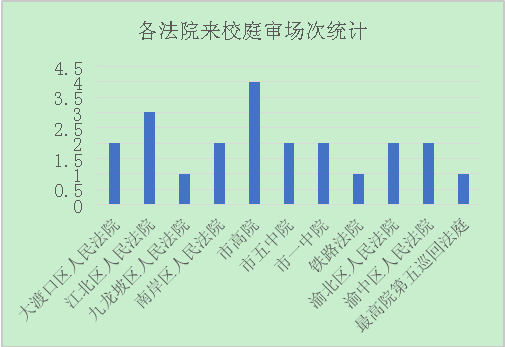 各法院来校庭审场次统计
4.5
4
3.5
3
2.5
2
1.5
1
0.5
0
大渡口区人民法院
江北区人民法院
九龙坡区人民法院
南岸区人民法院
市高院
市五中院
市一中院
铁路法院
渝北区人民法院
渝中区人民法院
最高院第五巡回法庭